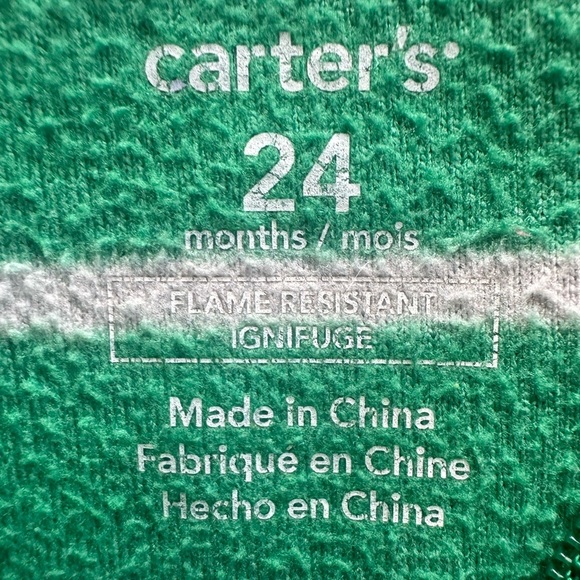 carter's
24
months / mois
FLAME RESISTANT
IGNIFUGE
Made in China
Fabriqué en Chine
Hecho en China